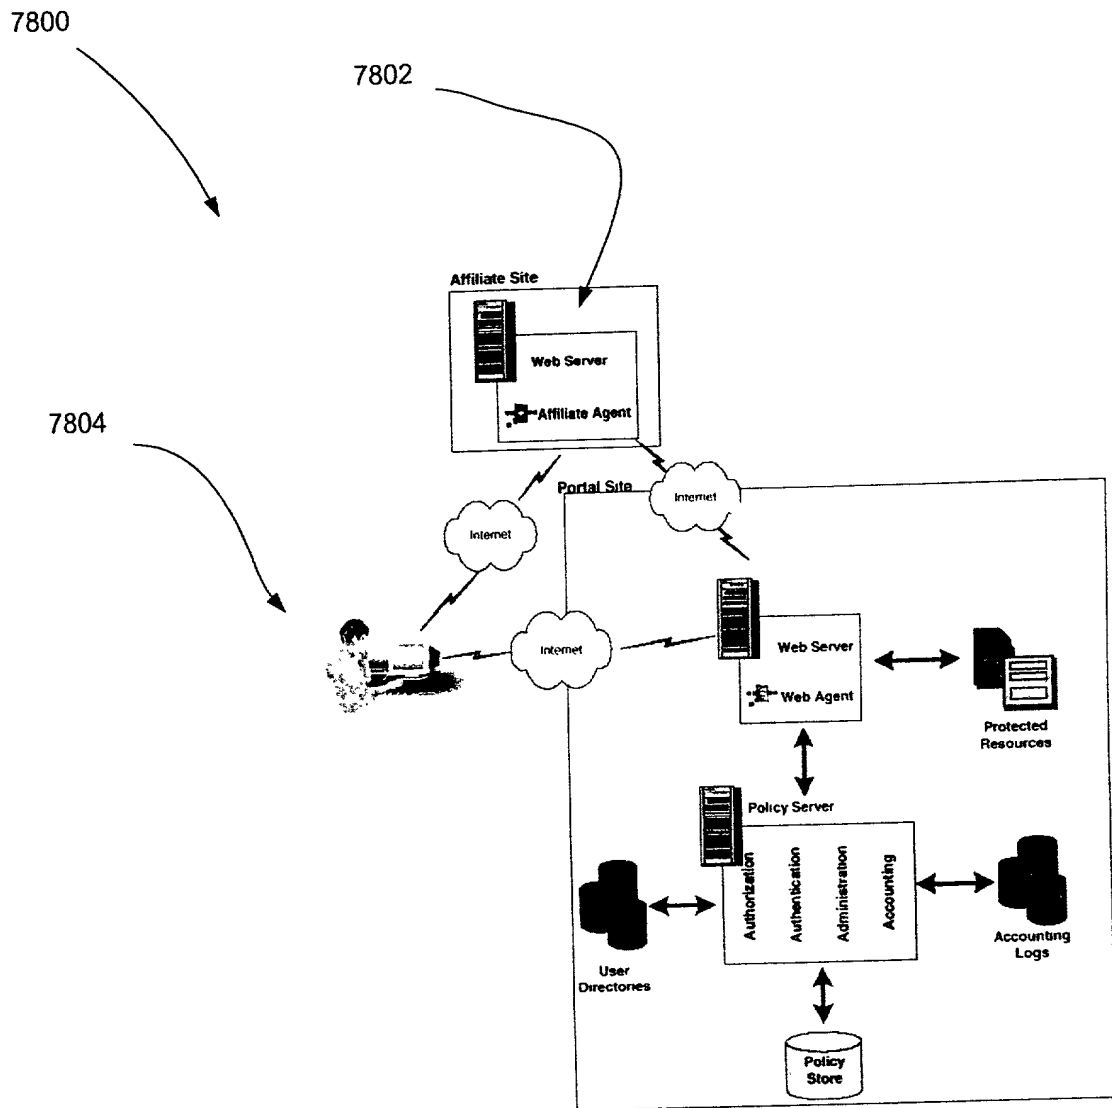 7800
7802
Affiliate Site
Web Server
Affiliate Agent
7804
Portal Site
Internet
Internet
Internet
Web Server
Web Agent
Protected
Resources
Policy Server
Authorization
Authentication
Administration
Accounting
User
Directories
Accounting
Logs
Policy
Store